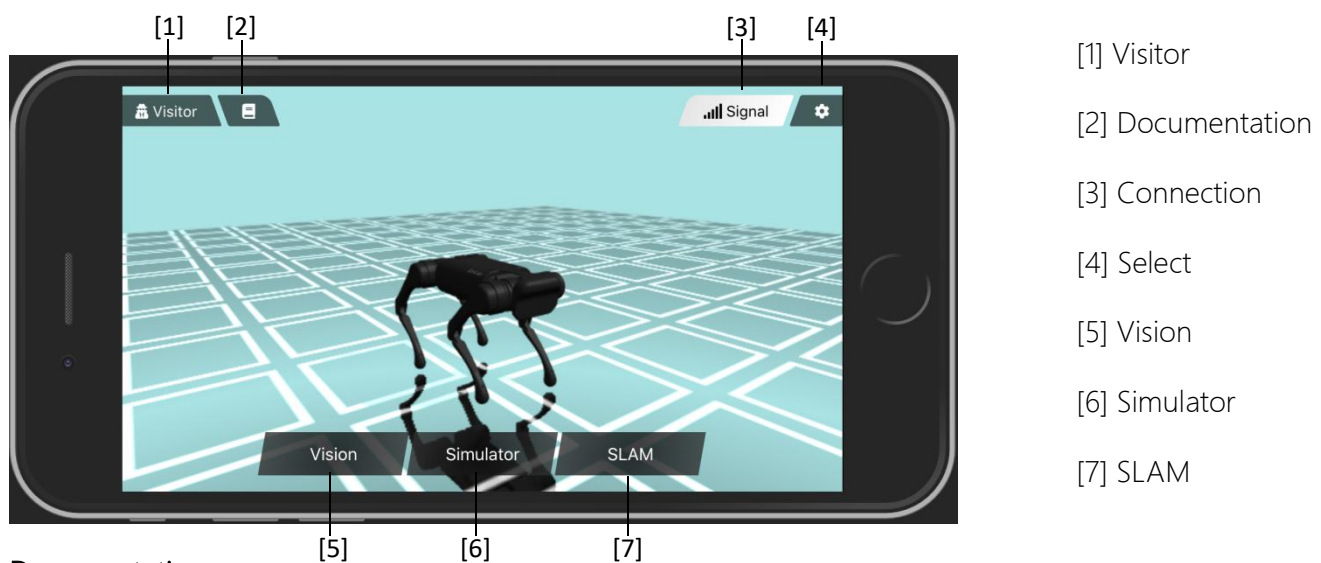 [1] [2] [3] [4]
Visitor
Signal
Vision Simulator SLAM
[5] [6] [7]
[1] Visitor
[2] Documentation
[3] Connection
[4] Select
[5] Vision
[6] Simulator
[7] SLAM